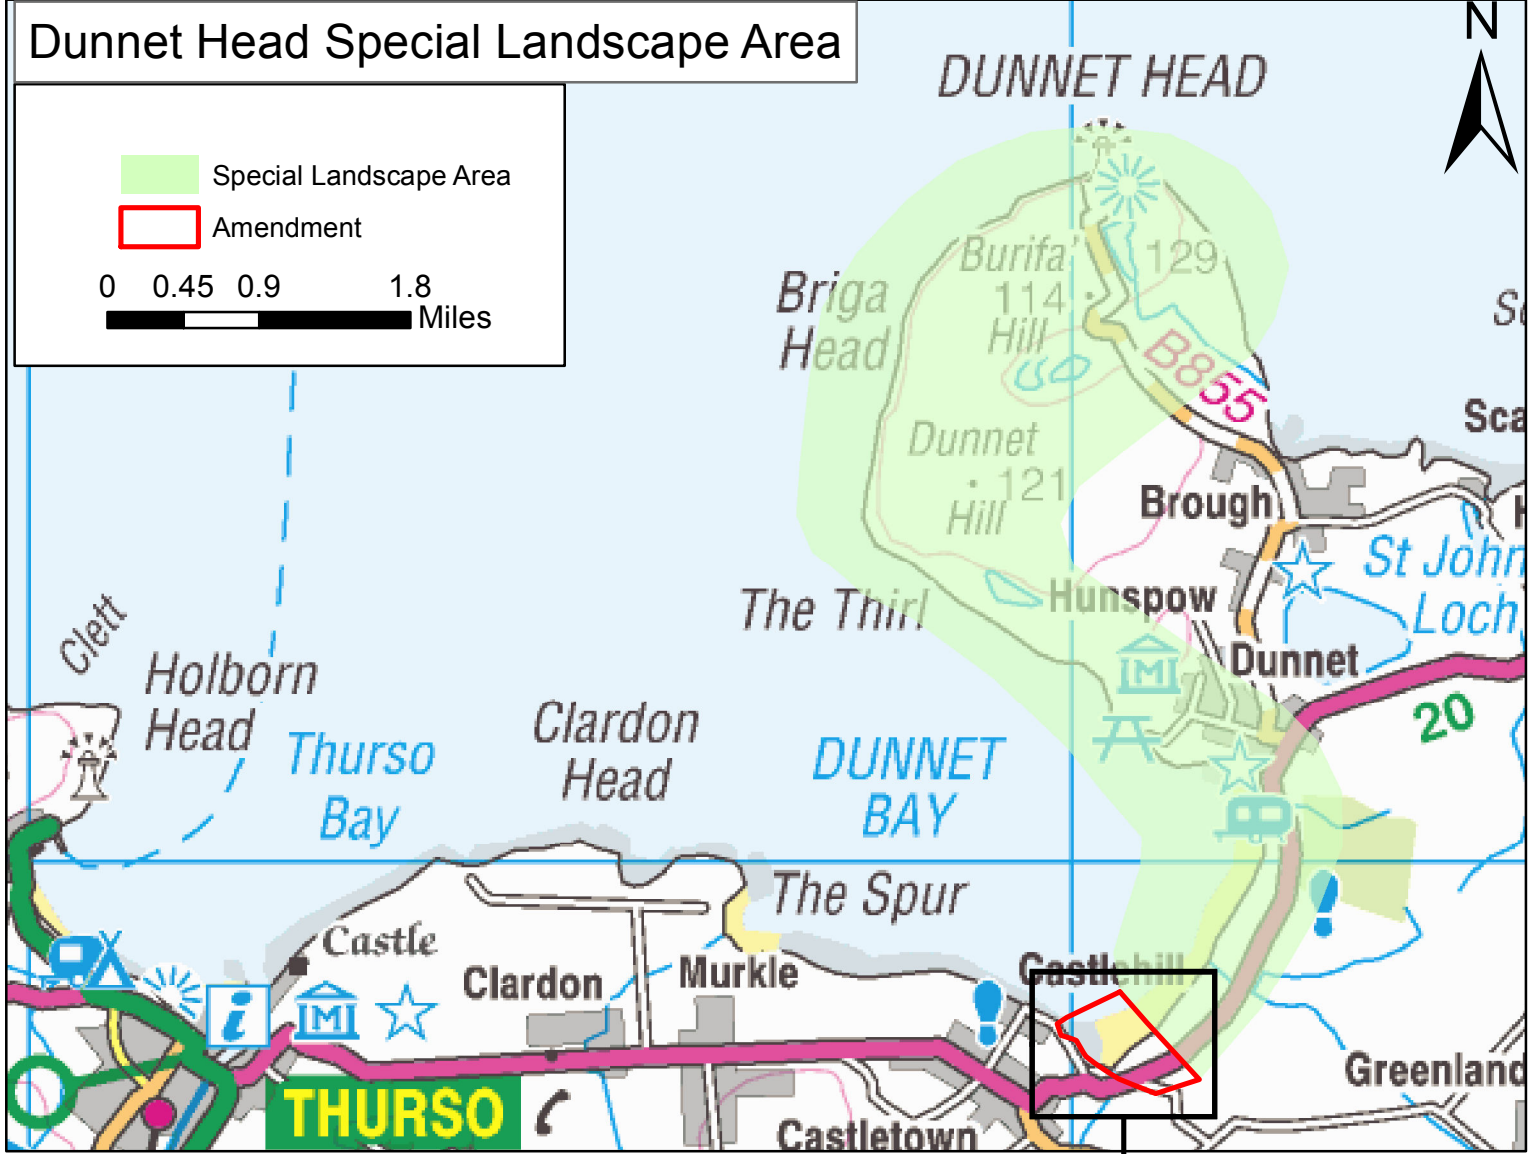 Dunnet Head Special Landscape Area
N
DUNNET HEAD
Special Landscape Area
Amendment
0 0.45 0.9 1.8
Miles
Burifa'
129
114
Hill
Briga
Head
B855
Dunnet
121
Hill
Brough
St John
Loch
The Thirl
Hunspow
M
Dunnet
Clett
Holborn
Head
20
Clardon
Head
Thurso
Bay
DUNNET
BAY
The Spur
Castle
Clardon
Murkle
Castlehill
i
M
Greenland
THURSO
Castletown